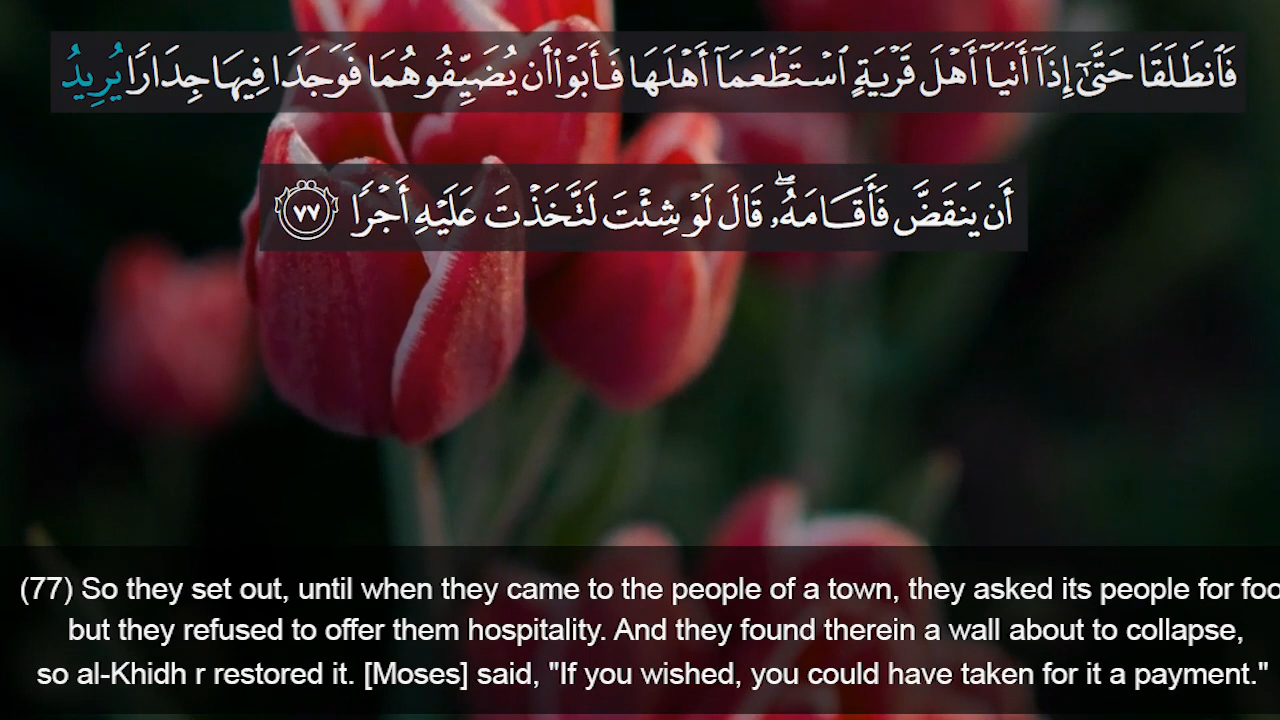 فَٱنطَلَقَا حَتَّىٰٓ إِذَآ أَتَيَآ أَهْلَ قَرْيَةٍ ٱسْتَطْعَمَآ أَهْلَهَا فَأَبَوْا۟ أَن يُضَيِّفُوهُمَا فَوَجَدَا فِيهَا جِدَارًا يُرِيدُ
أَن يَنقَضَّ فَأَقَامَهُۥ ۖ قَالَ لَوْ شِئْتَ لَتَّخَذْتَ عَلَيْهِ أَجْرًا ٧٧
(77) So they set out, until when they came to the people of a town, they asked its people for foo
but they refused to offer them hospitality. And they found therein a wall about to collapse,
so al-Khidh r restored it. [Moses] said, "If you wished, you could have taken for it a payment."